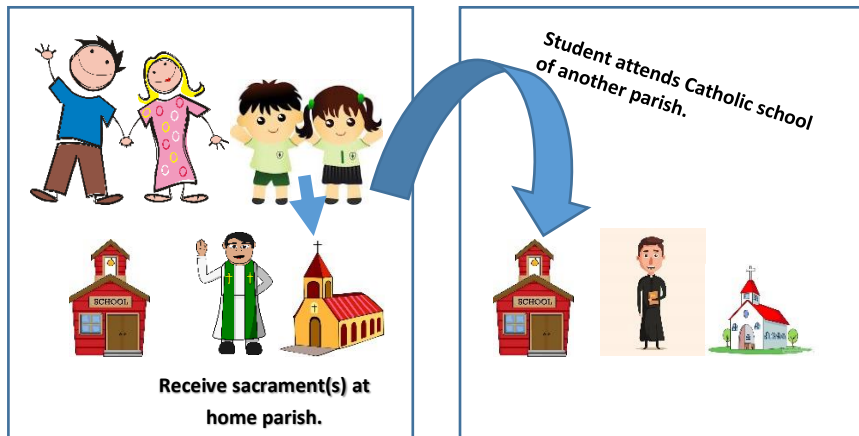 Student attends Catholic school
of another parish.
SCHOOL
SCHOOL
Receive sacrament(s) at
home parish.